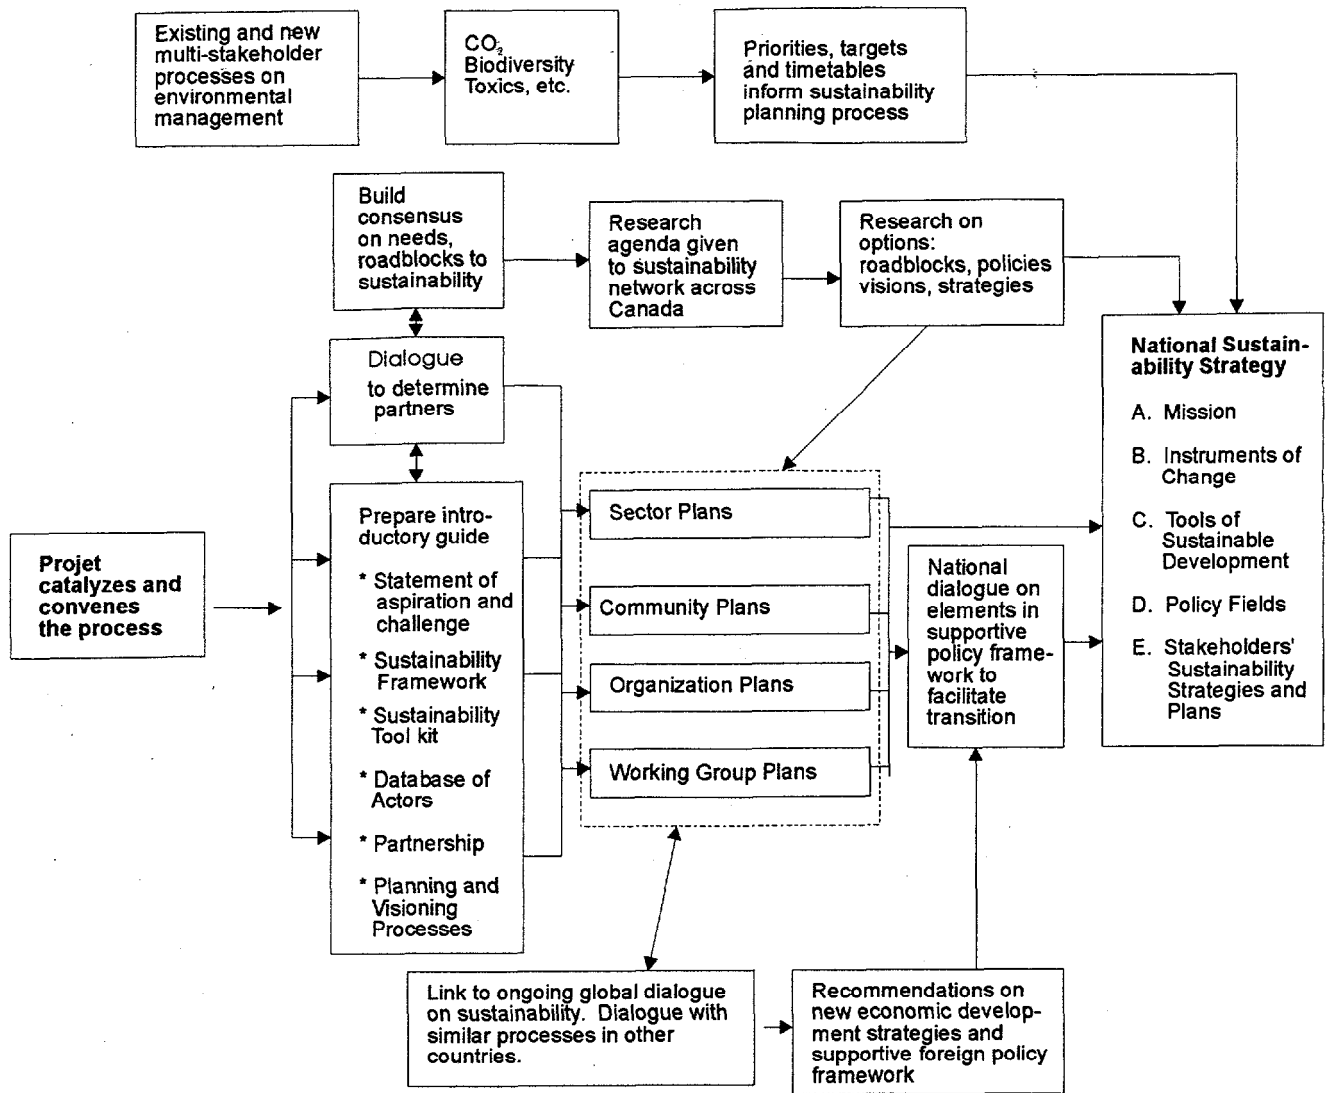 Existing and new
multi-stakeholder
processes on
environmental
management
CO₂
Biodiversity
Toxics, etc.
Priorities, targets
and timetables
inform sustainability
planning process
Build
consensus
on needs,
roadblocks to
sustainability
Research
agenda given
to sustainability
network across
Canada
Research on
options:
roadblocks, policies
visions, strategies
Dialogue
to determine
partners
Prepare intro-
ductory guide
* Statement of
aspiration and
challenge
* Sustainability
Framework
* Sustainability
Tool kit
* Database of
Actors
* Partnership
* Planning and
Visioning
Processes
Projet
catalyzes and
convenes
the process
Sector Plans
Community Plans
Organization Plans
Working Group Plans
National
dialogue on
elements in
supportive
policy frame-
work to
facilitate
transition
National Sustain-
ability Strategy
A. Mission
B. Instruments of
Change
C. Tools of
Sustainable
Development
D. Policy Fields
E. Stakeholders'
Sustainability
Strategies and
Plans
Link to ongoing global dialogue
on sustainability. Dialogue with
similar processes in other
countries.
Recommendations on
new economic develop-
ment strategies and
supportive foreign policy
framework